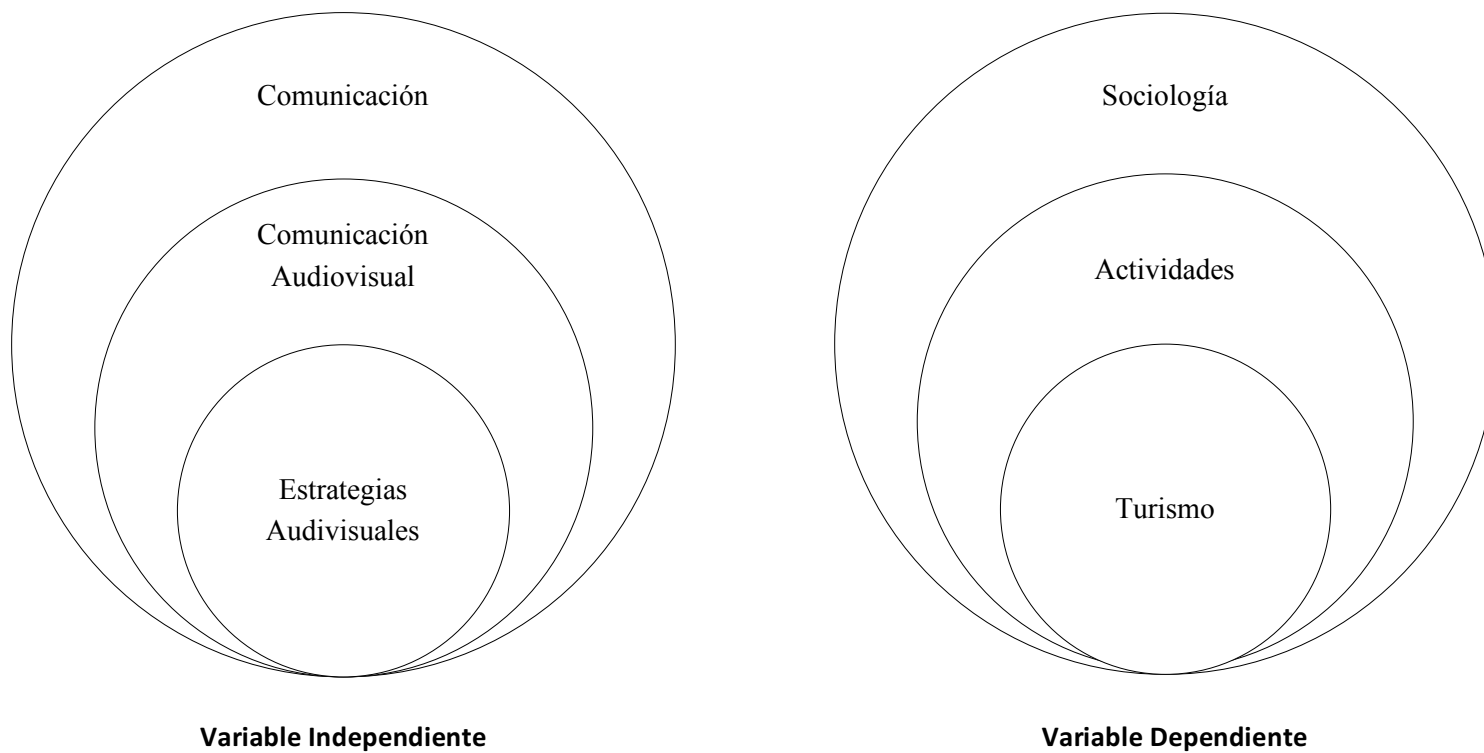 Comunicación
Comunicación
Audiovisual
Estrategias
Audivisuales
Variable Independiente
Sociología
Actividades
Turismo
Variable Dependiente